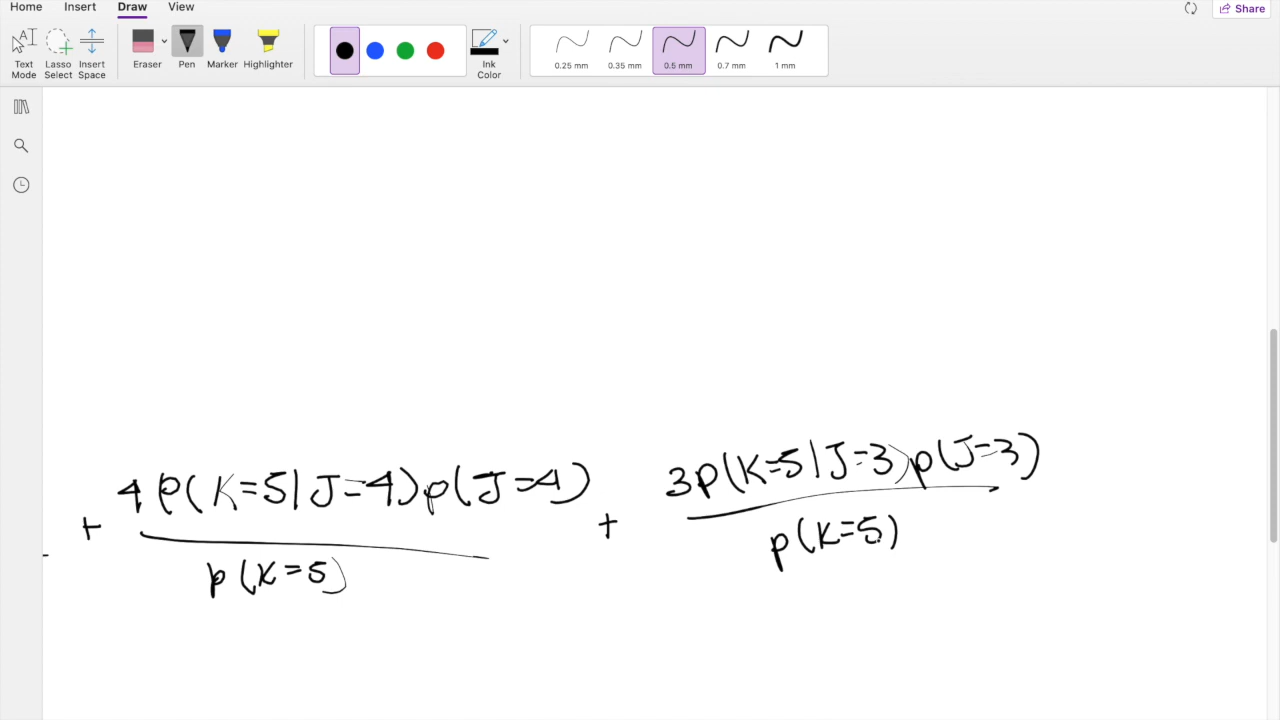 Home Insert Draw View Share
Text Mode Lasso Select Insert Space Eraser Pen Marker Highlighter Ink Color 0.25 mm 0.35 mm 0.5 mm 0.7 mm 1 mm
+ 4p(K=5|J=4)p(J=4) / p(K=5) + 3p(K=5|J=3)p(J=3) / p(K=5)